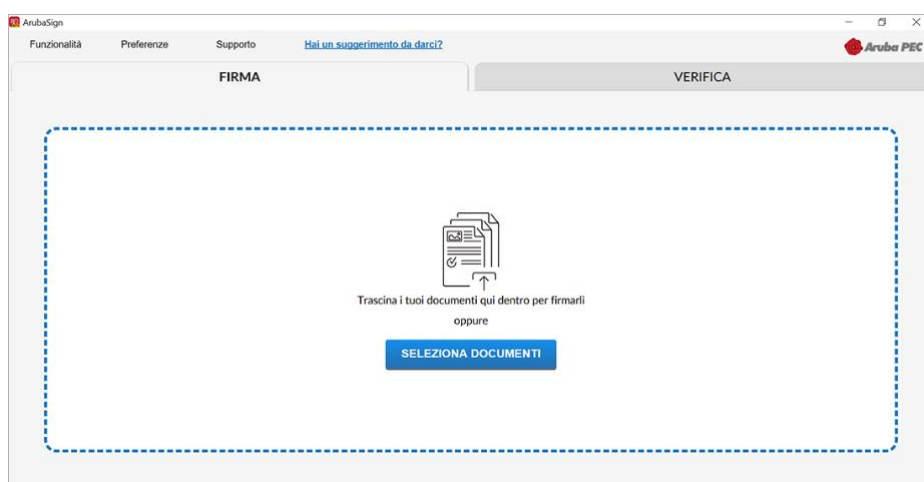 ArubaSign
Funzionalità Preferenze Supporto Hai un suggerimento da darci?
Aruba PEC
FIRMA VERIFICA
Trascina i tuoi documenti qui dentro per firmarli
oppure
SELEZIONA DOCUMENTI